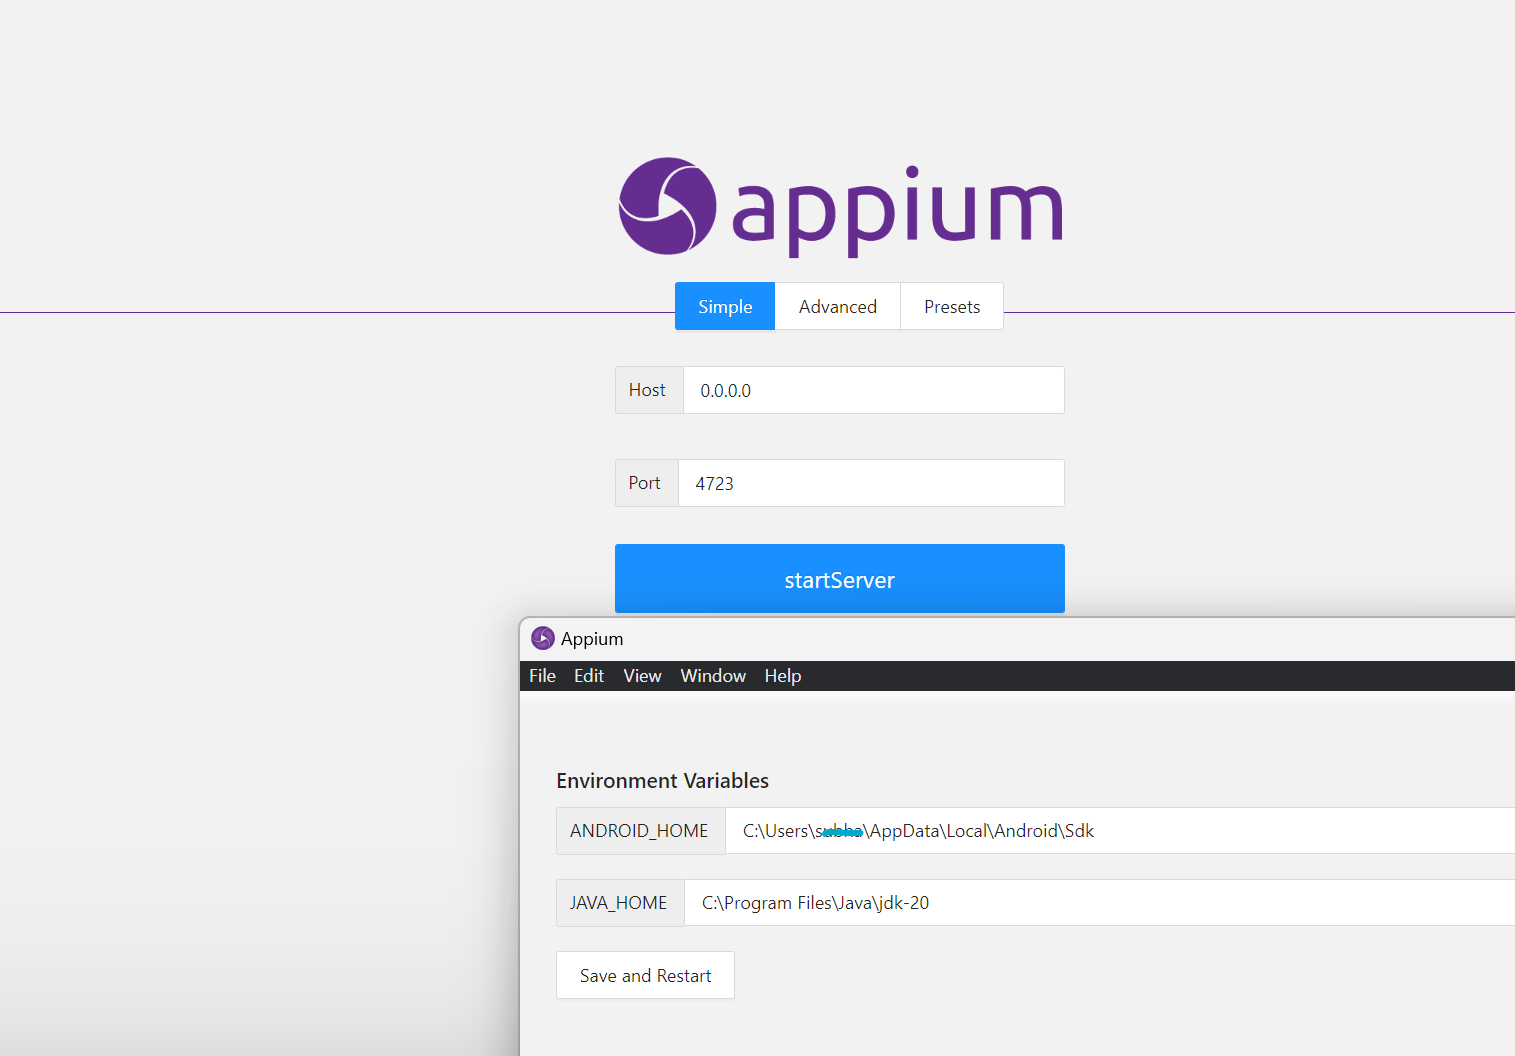 appium
Simple Advanced Presets
Host 0.0.0.0
Port 4723
startServer
Appium
File Edit View Window Help
Environment Variables
ANDROID_HOME C:\Users\ \AppData\Local\Android\Sdk
JAVA_HOME C:\Program Files\Java\jdk-20
Save and Restart